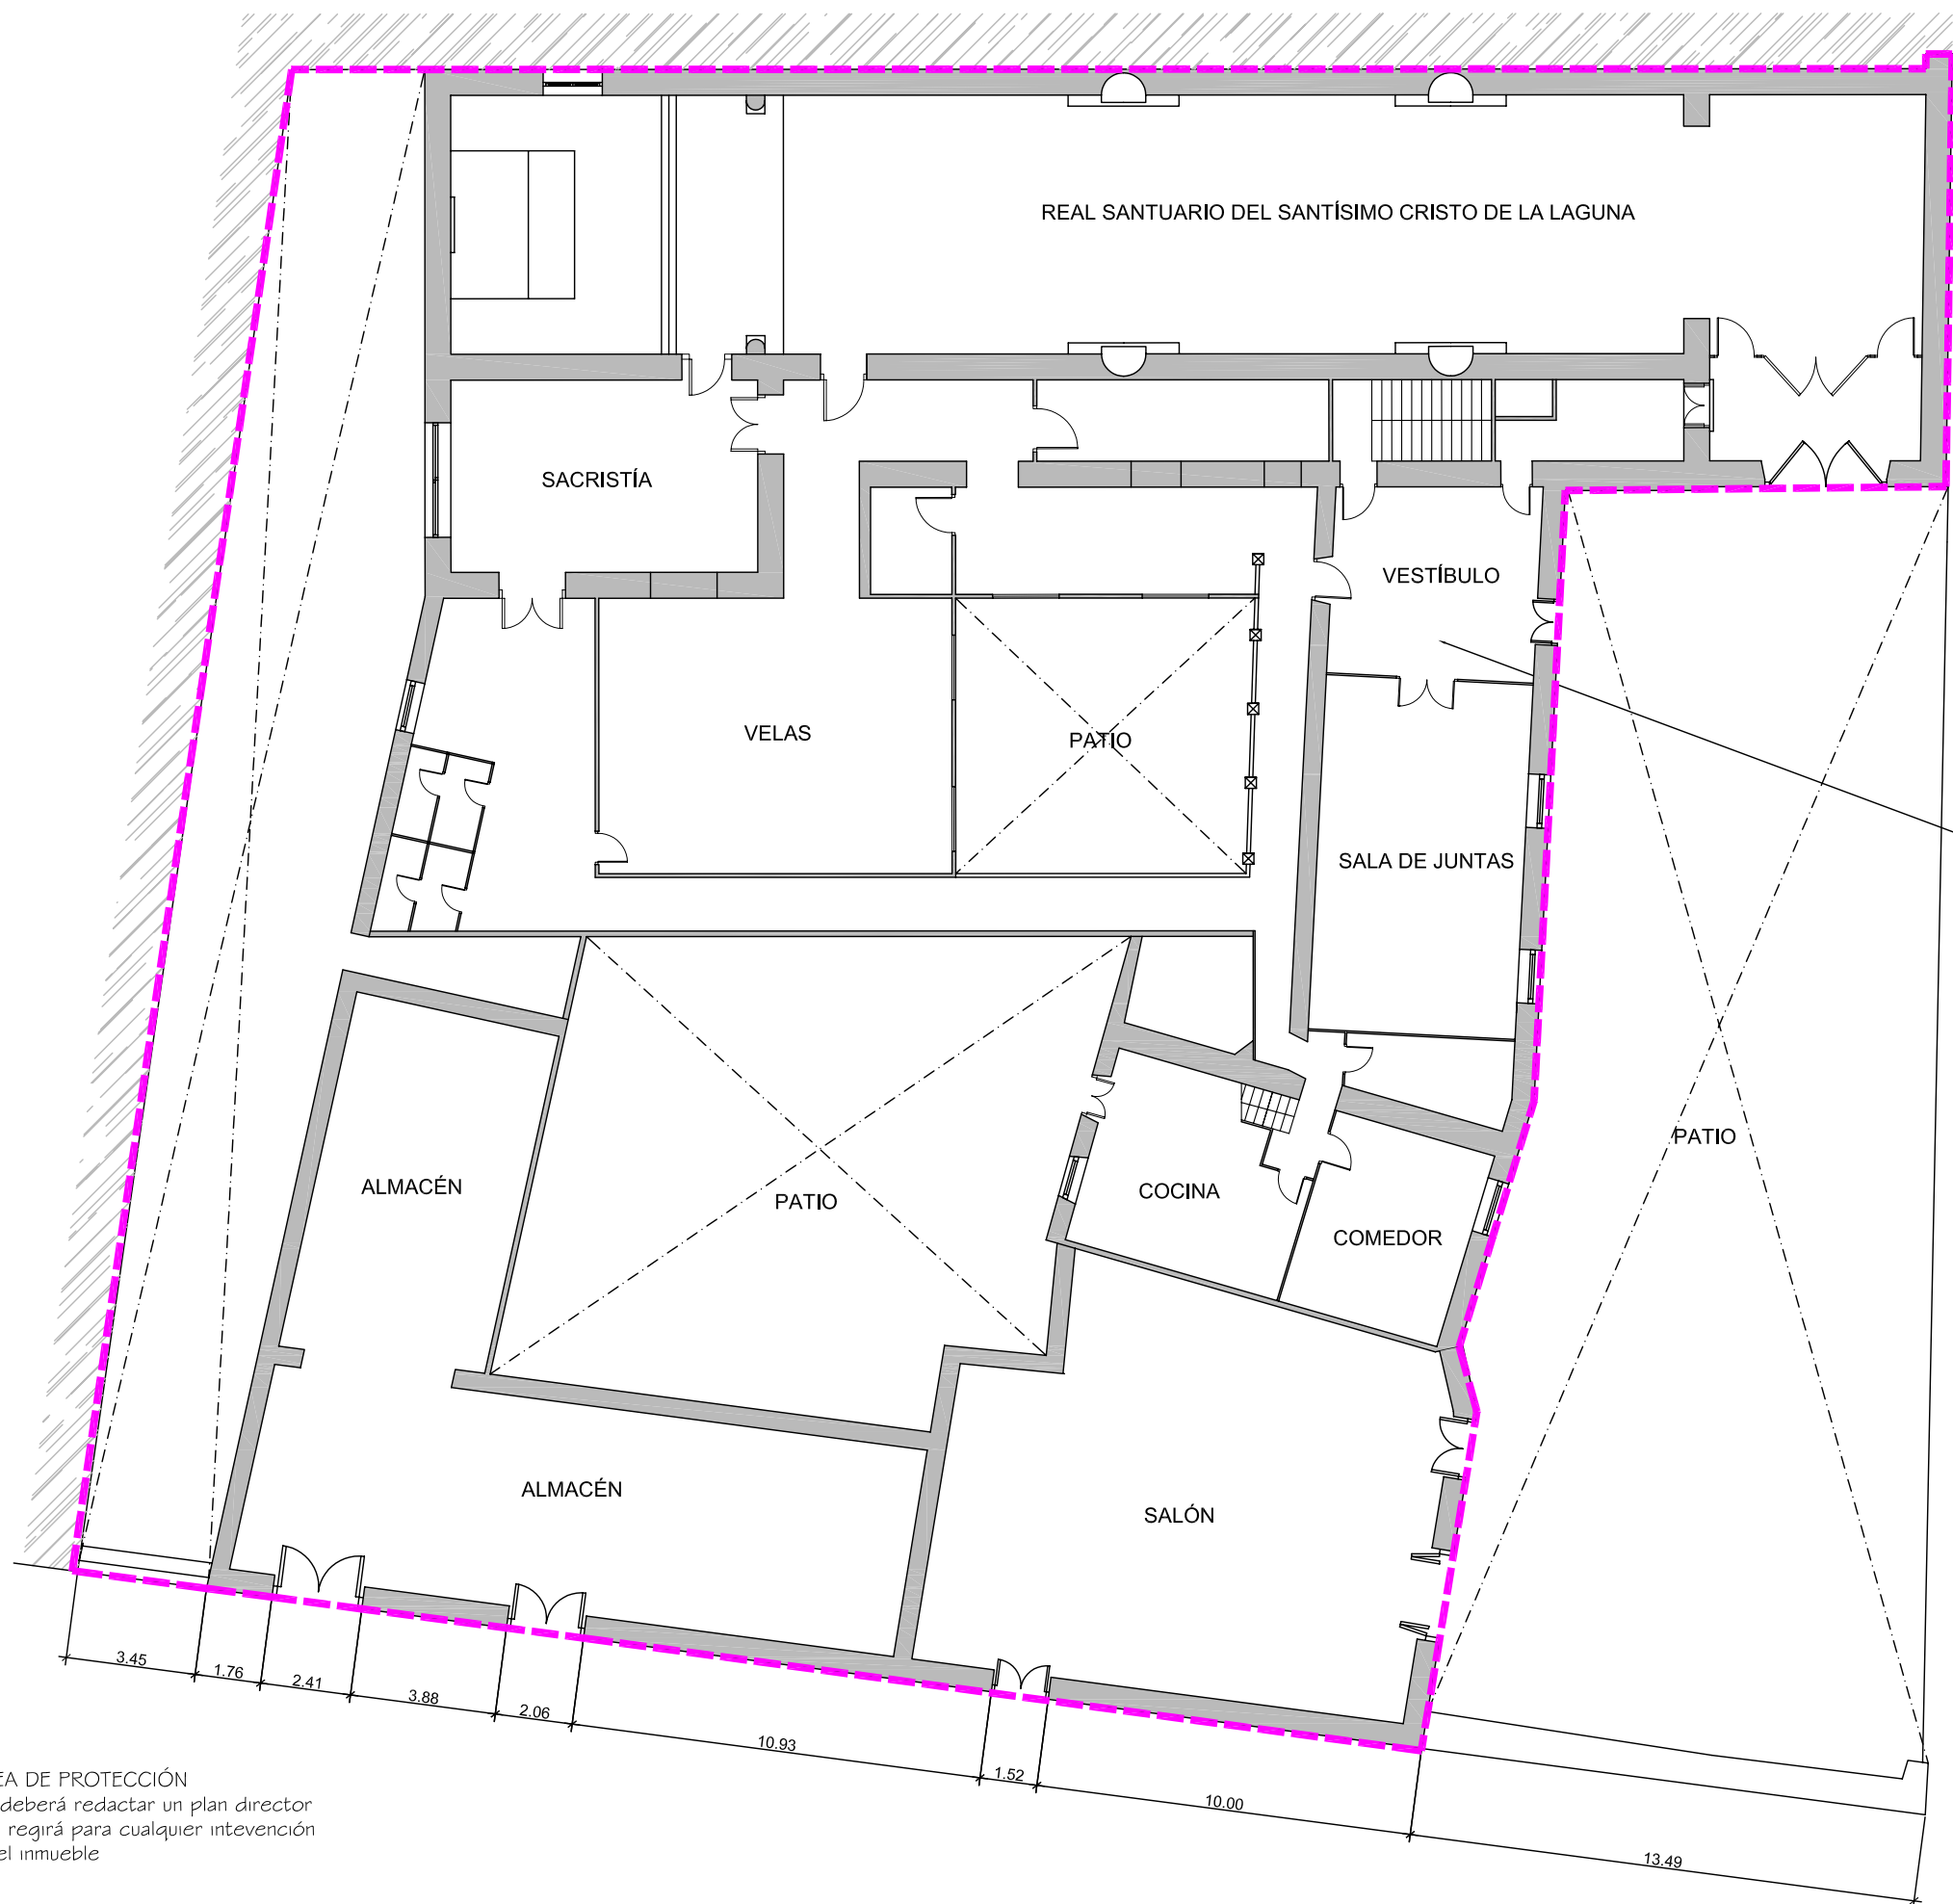 REAL SANTUARIO DEL SANTÍSIMO CRISTO DE LA LAGUNA
SACRISTÍA
VESTÍBULO
VELAS
PATIO
SALA DE JUNTAS
PATIO
ALMACÉN
COCINA
PATIO
COMEDOR
ALMACÉN
SALÓN
3.45
1.76
2.41
3.88
2.06
10.93
1.52
10.00
13.49
EA DE PROTECCIÓN
deberá redactar un plan director
regirá para cualquier intevención
el inmueble